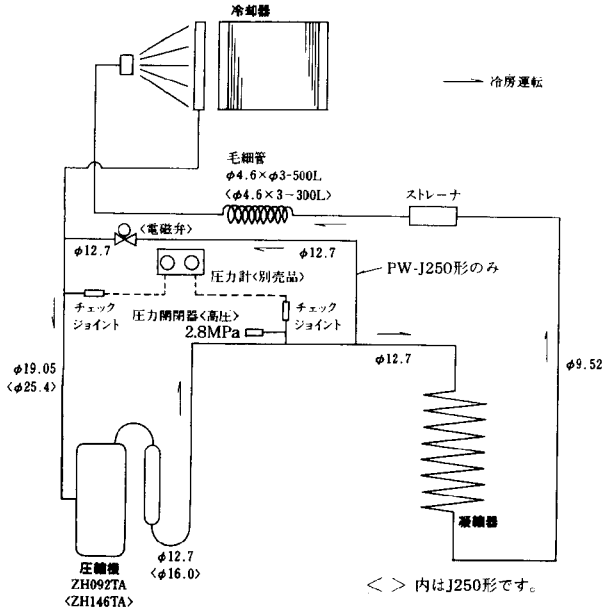 冷却器
冷房運転
毛細管
φ4.6×φ3-500L
<φ4.6×3-300L>
ストレーナ
<電磁弁>
φ12.7
φ12.7
PW-J250形のみ
圧力計<別売品>
チェック
ジョイント
圧力開閉器<高圧>
2.8MPa
チェック
ジョイント
φ12.7
φ19.05
<φ25.4>
φ9.52
凝縮器
圧縮機
ZH092TA
<ZH146TA>
φ12.7
<φ16.0>
< > 内はJ250形です。